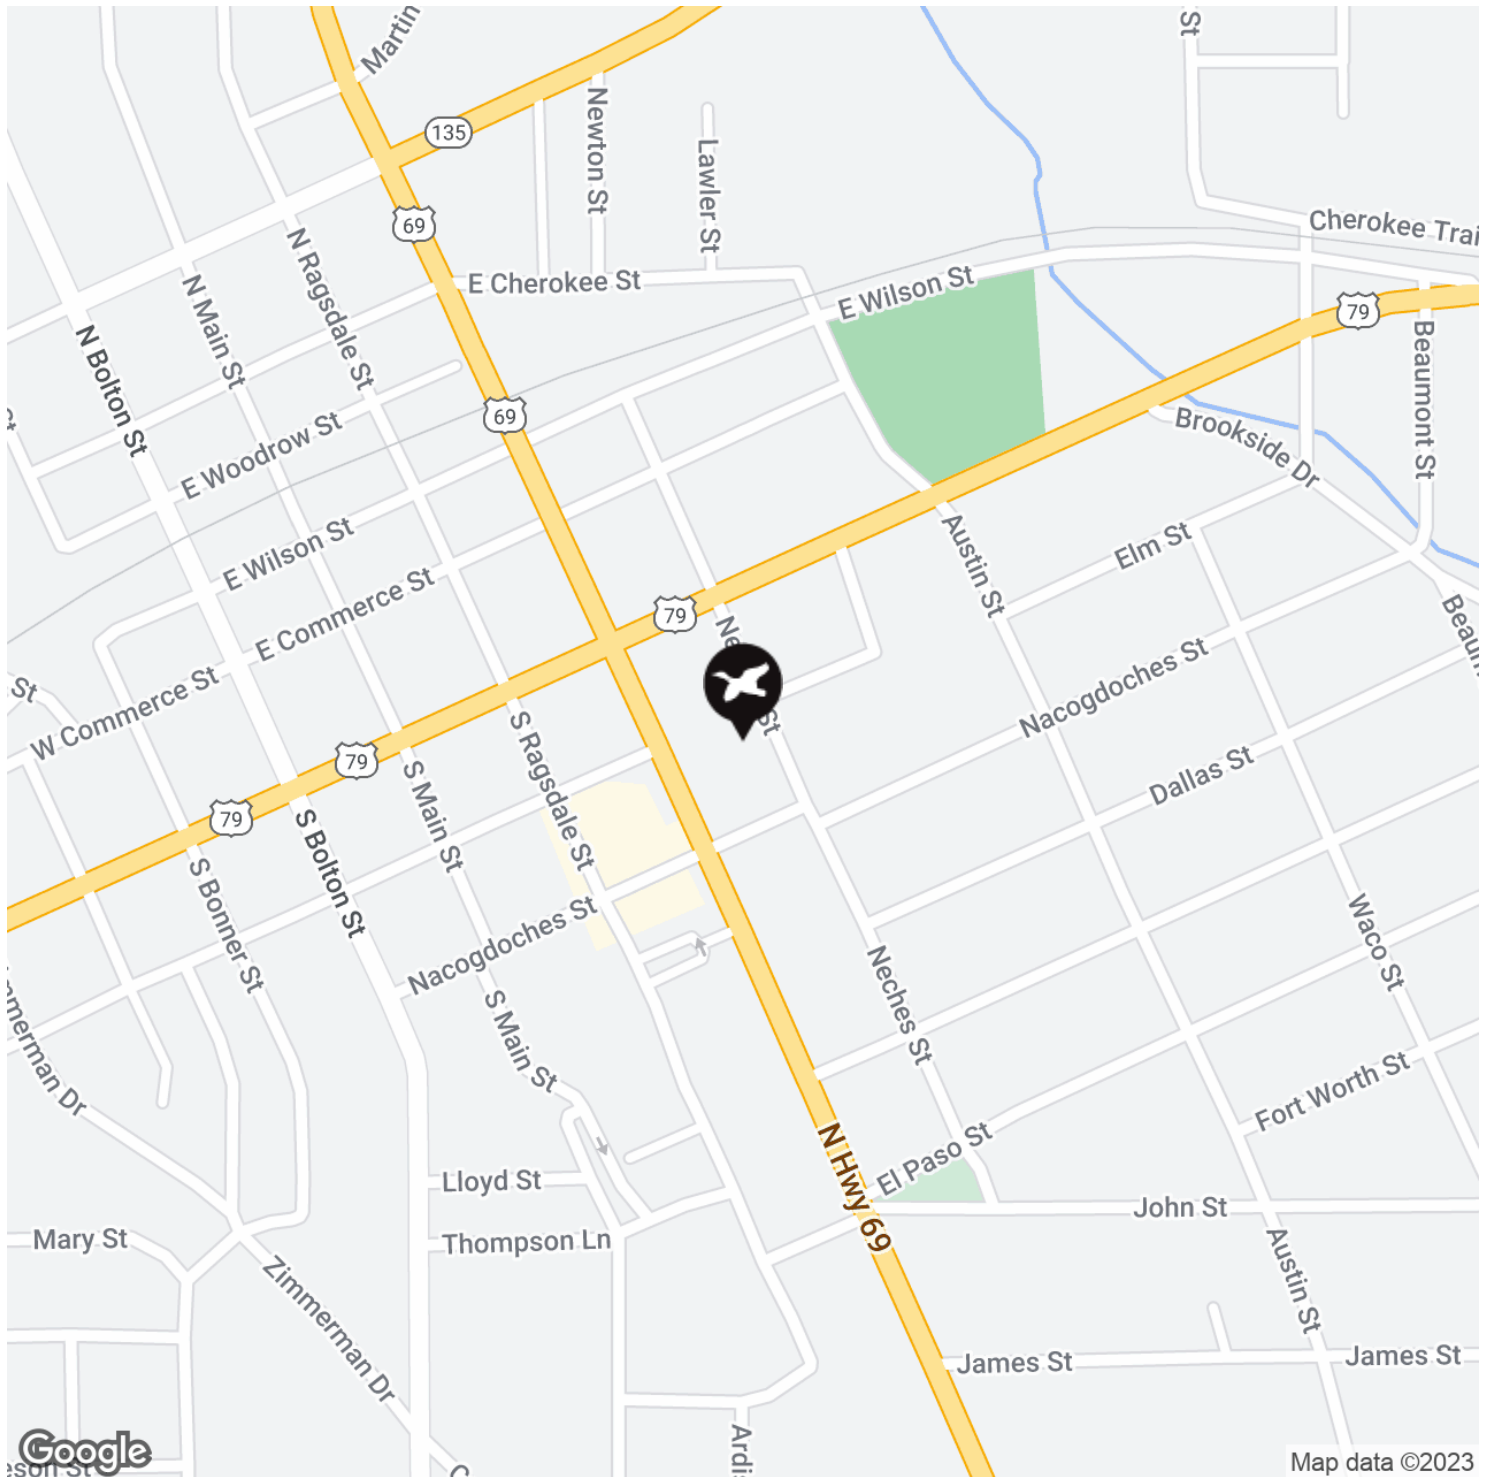 Martin
St
135
Newton St
Lawler St
69
Cherokee Trai
N Ragsdale St
E Cherokee St
E Wilson St
79
N Main St
N Bolton St
Beaumont St
69
E Woodrow St
Brookside Dr
E Wilson St
Austin St
Elm St
E Commerce St
79
Nacogdoches St
St
W Commerce St
St
S Ragsdale St
79
S Main St
Dallas St
79
S Bolton St
S Bonner St
Nacogdoches St
Waco St
Neches St
S Main St
Zimmerman Dr
Fort Worth St
N Hwy 69
El Paso St
Lloyd St
John St
Mary St
Thompson Ln
Zimmerman Dr
Austin St
James St
James St
Google
Map data ©2023